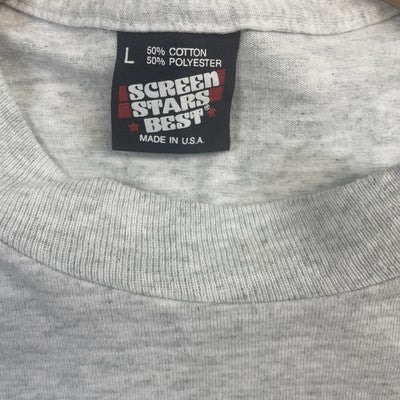 L 50% COTTON
50% POLYESTER
SCREEN
STARS
BEST®
MADE IN U.S.A.